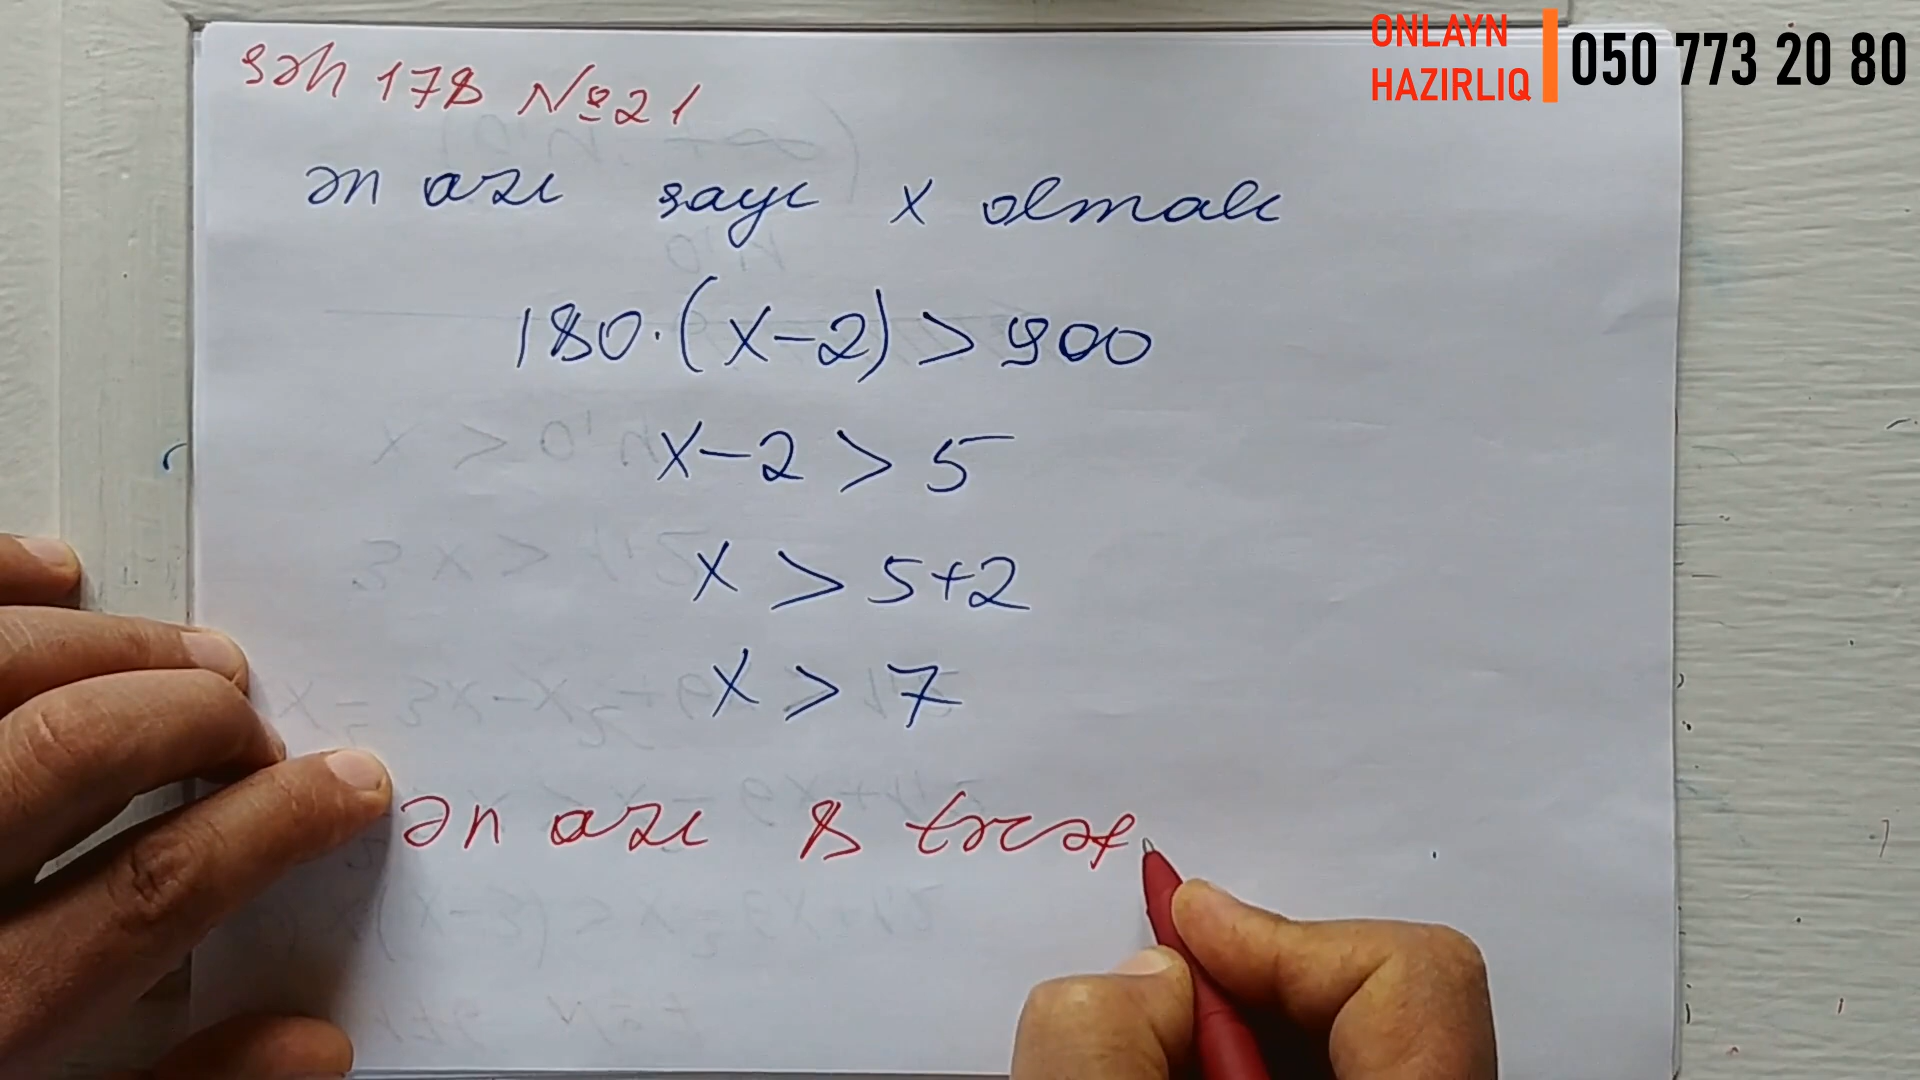 ONLAYN
HAZIRLIQ
050 773 20 80
səh 178 №21
ən azı sayı x olmalı
180·(x-2)>900
x-2>5
x>5+2
x>7
ən azı 8 tərəf